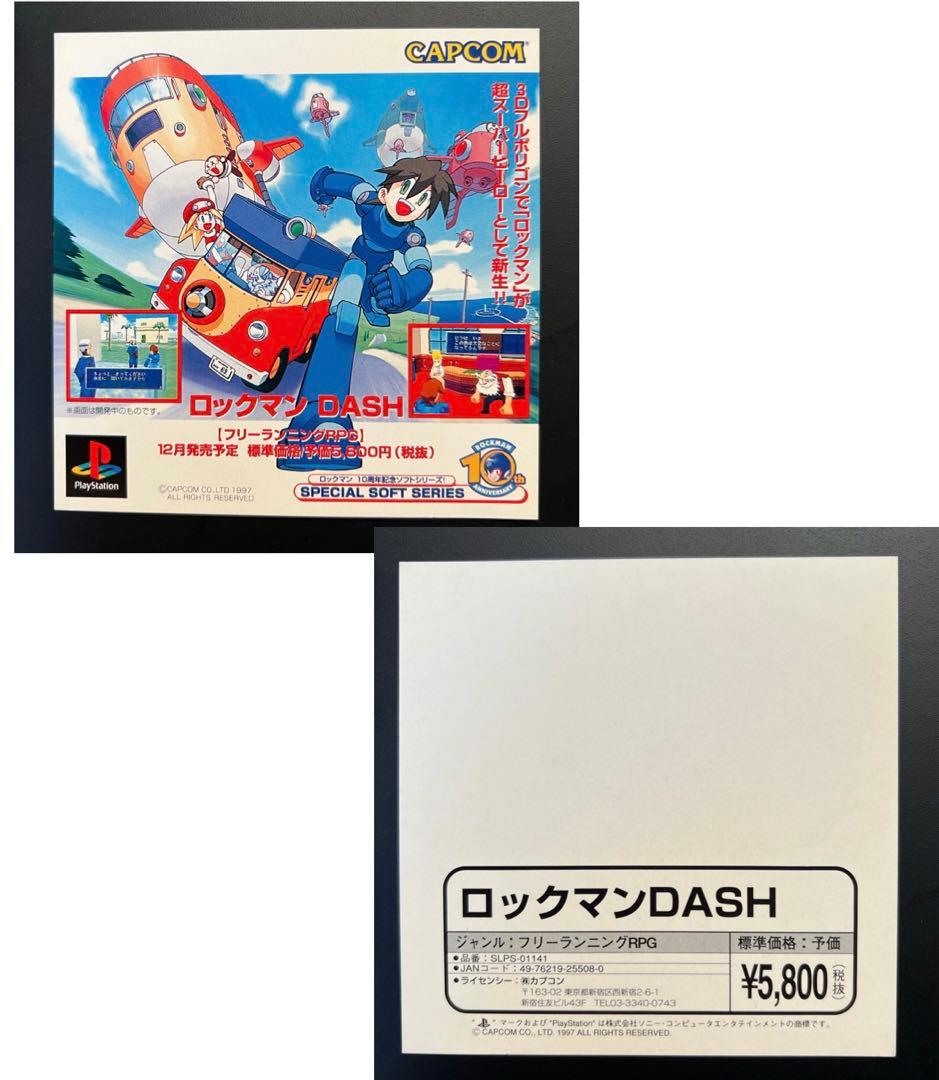 CAPCOM
3Dフルポリゴンで「ロックマン」が
超スーパーヒーローとして新生!!
ちょっと まってください
※画面は開発中のものです。
ロックマン DASH
【フリーランニングRPG】
12月発売予定 標準価格/予価5,800円(税抜)
ROCKMAN
10th
ANNIVERSARY
ロックマン 10周年記念ソフトシリーズ!
SPECIAL SOFT SERIES
PlayStation
©CAPCOM CO.,LTD 1997
ALL RIGHTS RESERVED
ロックマンDASH
ジャンル:フリーランニングRPG
標準価格:予価
●品番:SLPS-01141
●JANコード:49-76219-25508-0
●ライセンシー:㈱カプコン
〒163-02 東京都新宿区西新宿2-6-1
新宿住友ビル43F TEL03-3340-0743
¥5,800(税抜)
" " マークおよび "PlayStation" は株式会社ソニー・コンピュータエンタテインメントの商標です。
© CAPCOM CO., LTD. 1997 ALL RIGHTS RESERVED.